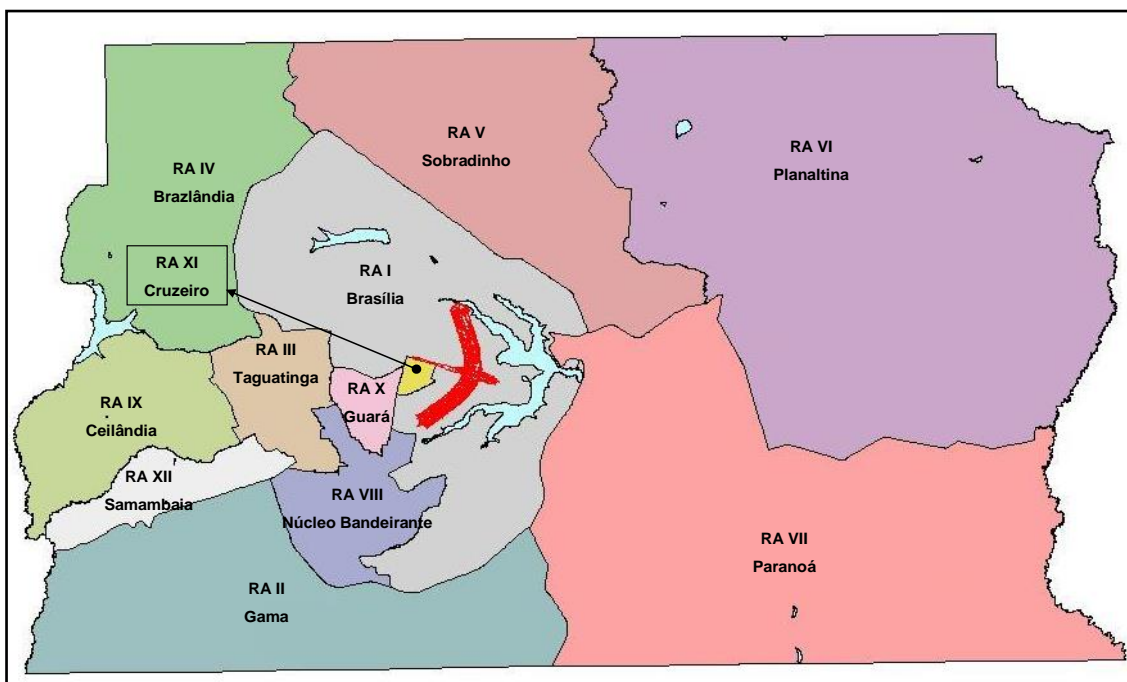 RA V
Sobradinho
RA VI
Planaltina
RA IV
Brazlândia
RA XI
Cruzeiro
RA I
Brasília
RA III
Taguatinga
RA X
Guará
RA IX
Ceilândia
RA XII
Samambaia
RA VIII
Núcleo Bandeirante
RA VII
Paranoá
RA II
Gama